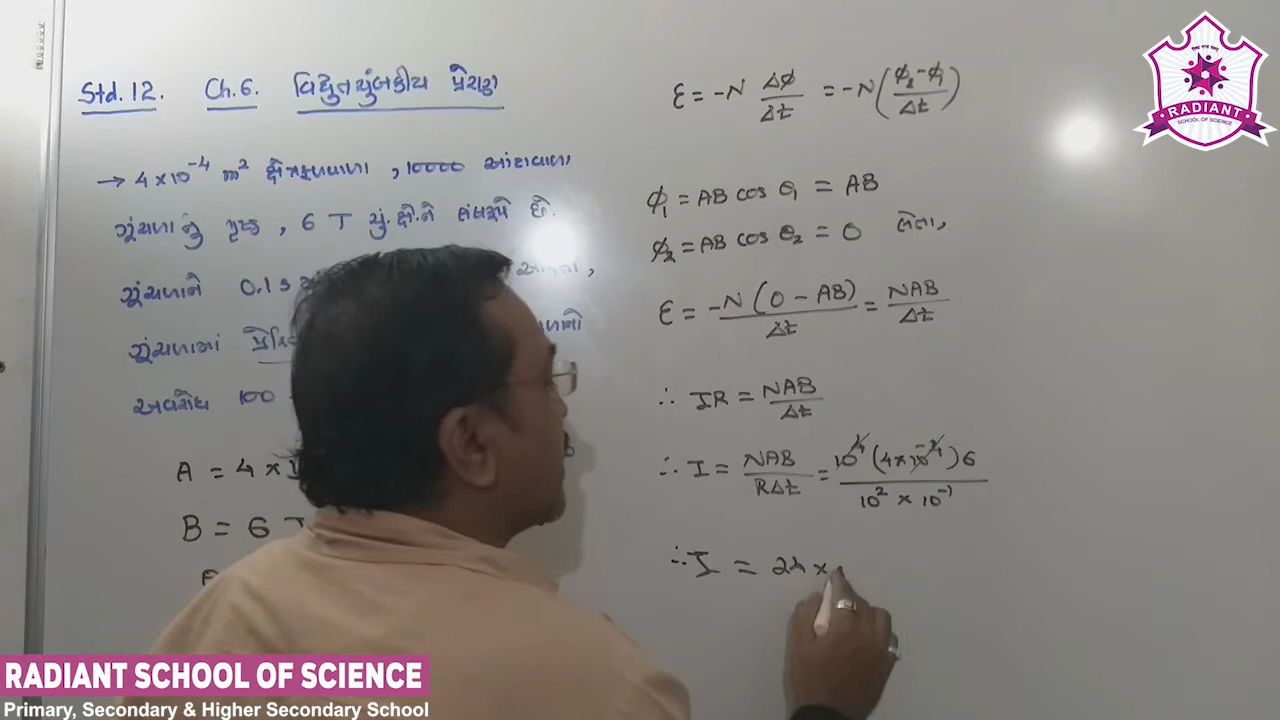 Std. 12. Ch. 6. વિદ્યુતચુંબકીય પ્રેરણ
→ 4 × 10⁻⁴ m² ક્ષેત્રફળવાળા , 10000 આંટાવાળા
ગૂંચળાનું પૃષ્ઠ , 6 T ચું. ક્ષે. ને લંબરૂપે છે.
ગૂંચળાને 0.1 s
ગૂંચળામાં
અવરોધ 100
A = 4 ×
B = 6 T
ε = -N Δϕ/Δt = -N(ϕ₂-ϕ₁/Δt)
ϕ₁ = AB cos θ₁ = AB
ϕ₂ = AB cos θ₂ = 0 લેતા,
ε = -N(0 - AB)/Δt = NAB/Δt
∴ IR = NAB/Δt
∴ I = NAB/RΔt = 10⁴(4×10⁻⁴)6/10² × 10⁻¹
∴ I = 24 ×
RADIANT
SCHOOL OF SCIENCE
RADIANT SCHOOL OF SCIENCE
Primary, Secondary & Higher Secondary School